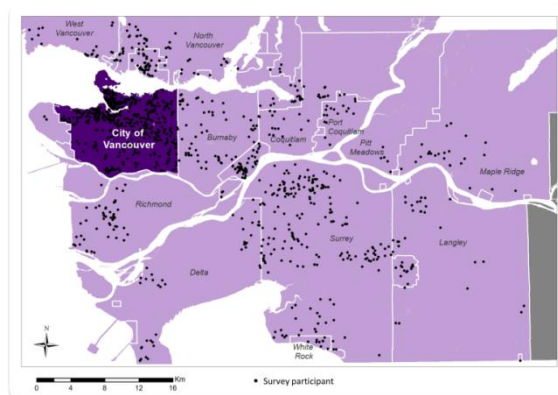 West
Vancouver
North
Vancouver
City of
Vancouver
Burnaby
Coquitlam
Port
Coquitlam
Pitt
Meadows
Maple Ridge
Richmond
Surrey
Langley
Delta
White
Rock
N
Km
0 4 8 12 16
Survey participant